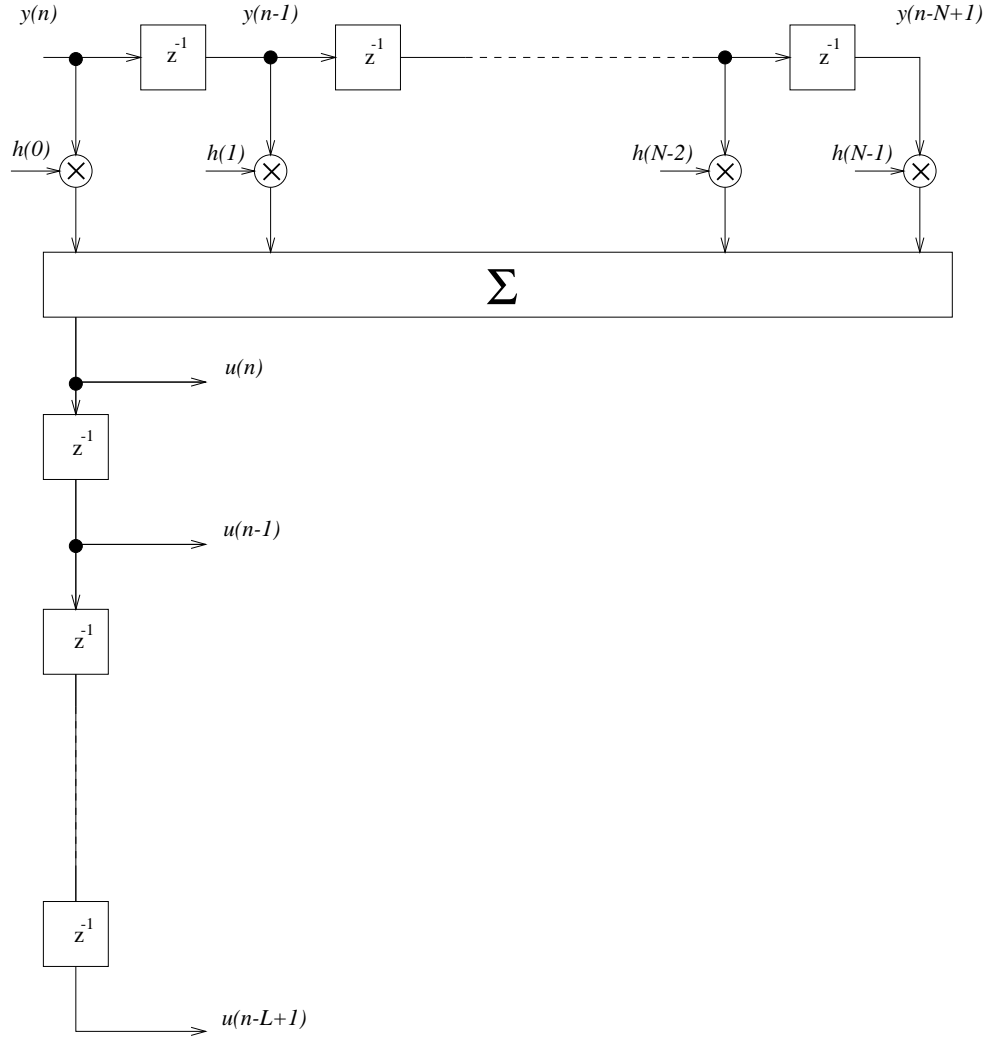 y(n) y(n-1) y(n-N+1)
z⁻¹ z⁻¹ z⁻¹
h(0) h(1) h(N-2) h(N-1)
Σ
u(n)
z⁻¹
u(n-1)
z⁻¹
z⁻¹
u(n-L+1)